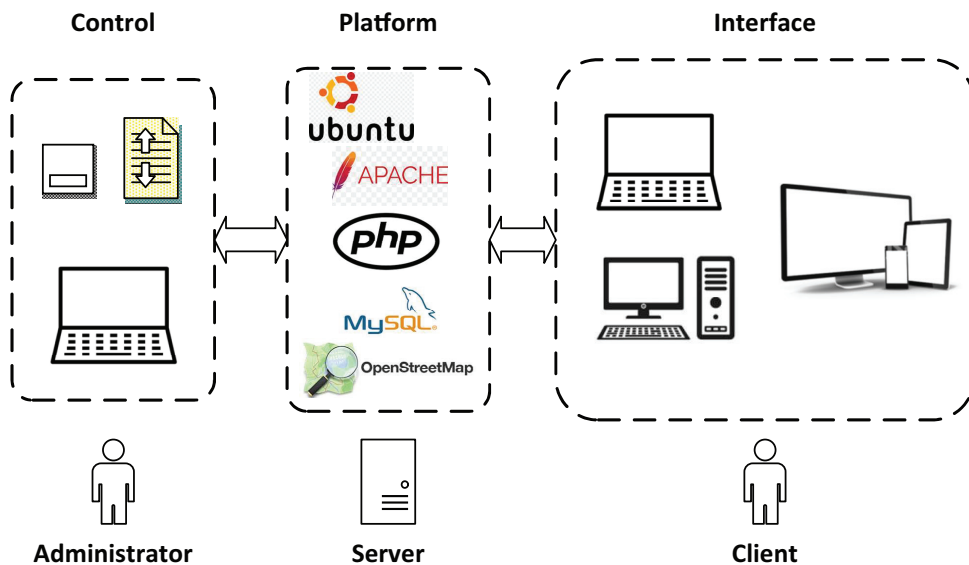 Control
Platform
Interface
ubuntu
APACHE
php
MySQL®
OpenStreetMap
Administrator
Server
Client